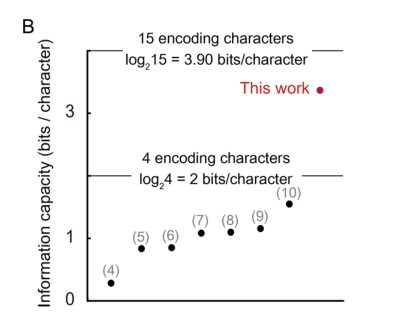 B
15 encoding characters
log₂15 = 3.90 bits/character
This work
3
4 encoding characters
log₂4 = 2 bits/character
(10)
(9)
(8)
(7)
(6)
(5)
1
(4)
0
Information capacity (bits / character)